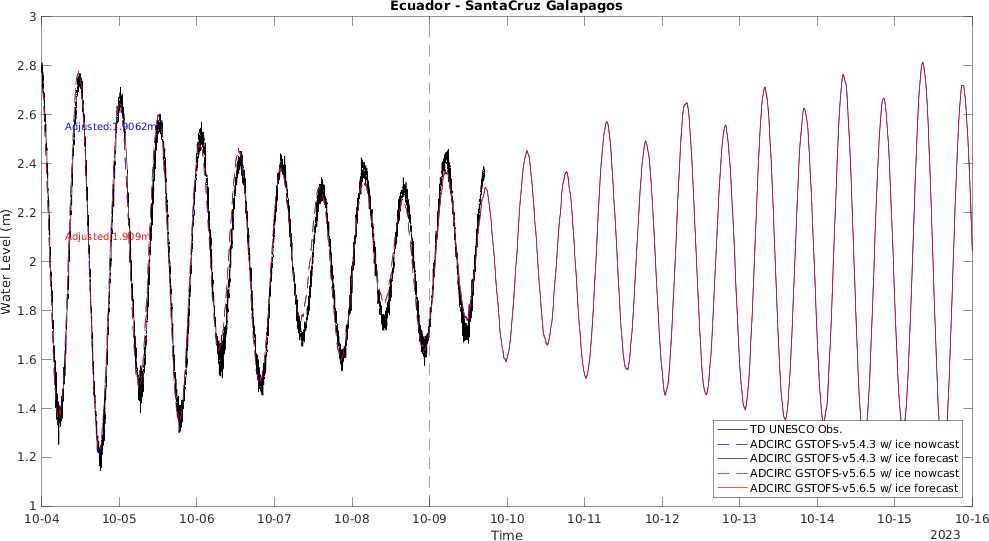 Ecuador - SantaCruz Galapagos
3
2.8
2.6
2.4
2.2
2
1.8
1.6
1.4
1.2
1
Water Level (m)
Adjusted:1.9062m
Adjusted:1.909m
TD UNESCO Obs.
ADCIRC GSTOFS-v5.4.3 w/ ice nowcast
ADCIRC GSTOFS-v5.4.3 w/ ice forecast
ADCIRC GSTOFS-v5.6.5 w/ ice nowcast
ADCIRC GSTOFS-v5.6.5 w/ ice forecast
10-04 10-05 10-06 10-07 10-08 10-09 10-10 10-11 10-12 10-13 10-14 10-15 10-16
Time
2023